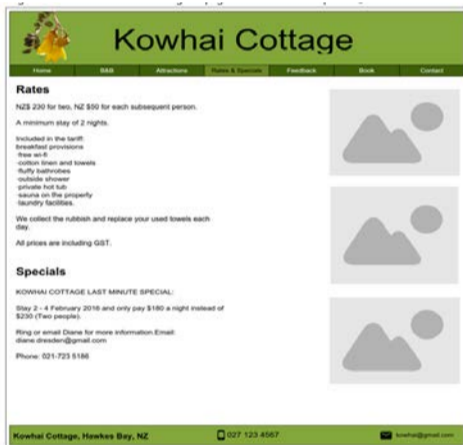 Kowhai Cottage
Home B&B Attractions Rates & Specials Feedback Book Contact
Rates
NZ$ 230 for two, NZ $50 for each subsequent person.
A minimum stay of 2 nights.
Included in the tariff:
breakfast provisions
·free wi-fi
·cotton linen and towels
·fluffy bathrobes
·outside shower
·private hot tub
·sauna on the property
·laundry facilities.
We collect the rubbish and replace your used towels each
day.
All prices are including GST.
Specials
KOWHAI COTTAGE LAST MINUTE SPECIAL:
Stay 2 - 4 February 2016 and only pay $180 a night instead of
$230 (Two people).
Ring or email Diane for more information.Email:
diane.dresden@gmail.com
Phone: 021-723 5186
Kowhai Cottage, Hawkes Bay, NZ 027 123 4567 kowhai@gmail.com